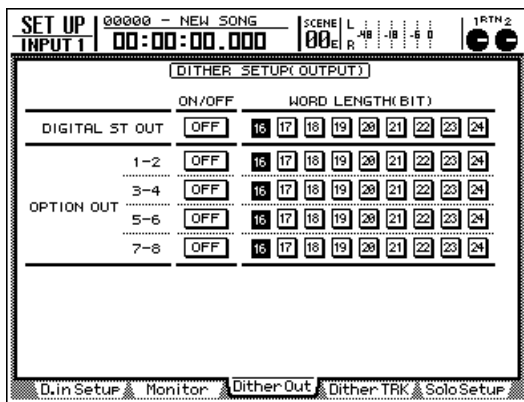 SET UP 00000 - NEW SONG SCENE L 1RTN2
INPUT 1 00:00:00.000 00E R -48 -18 -6 0
DITHER SETUP(OUTPUT)
ON/OFF WORD LENGTH(BIT)
DIGITAL ST OUT OFF 16 17 18 19 20 21 22 23 24
1-2 OFF 16 17 18 19 20 21 22 23 24
3-4 OFF 16 17 18 19 20 21 22 23 24
OPTION OUT
5-6 OFF 16 17 18 19 20 21 22 23 24
7-8 OFF 16 17 18 19 20 21 22 23 24
D.in Setup Monitor Dither Out Dither TRK Solo Setup